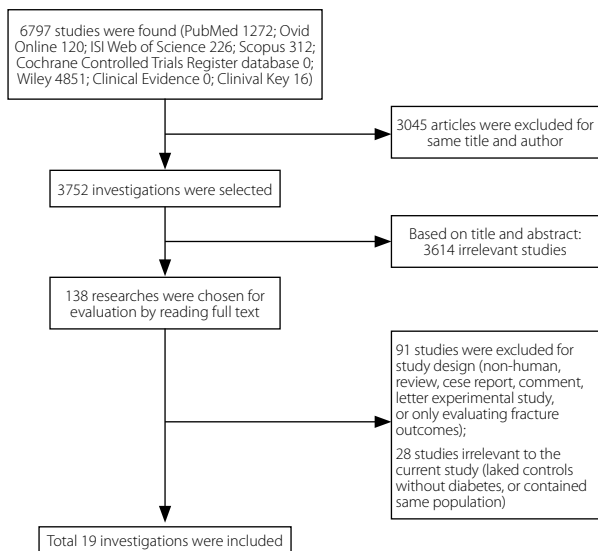 6797 studies were found (PubMed 1272; Ovid
Online 120; ISI Web of Science 226; Scopus 312;
Cochrane Controlled Trials Register database 0;
Wiley 4851; Clinical Evidence 0; Clinival Key 16)
3045 articles were excluded for
same title and author
3752 investigations were selected
Based on title and abstract:
3614 irrelevant studies
138 researches were chosen for
evaluation by reading full text
91 studies were excluded for
study design (non-human,
review, cese report, comment,
letter experimental study,
or only evaluating fracture
outcomes);
28 studies irrelevant to the
current study (laked controls
without diabetes, or contained
same population)
Total 19 investigations were included